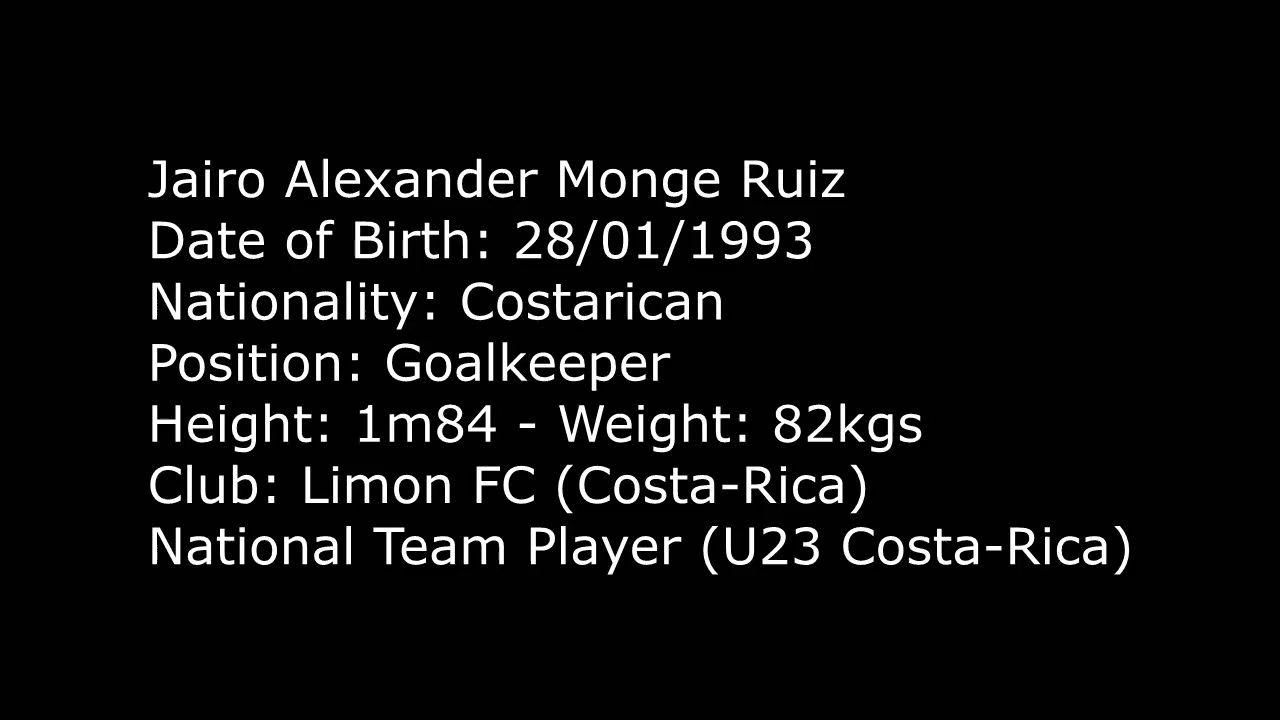 Jairo Alexander Monge Ruiz
Date of Birth: 28/01/1993
Nationality: Costarican
Position: Goalkeeper
Height: 1m84 - Weight: 82kgs
Club: Limon FC (Costa-Rica)
National Team Player (U23 Costa-Rica)